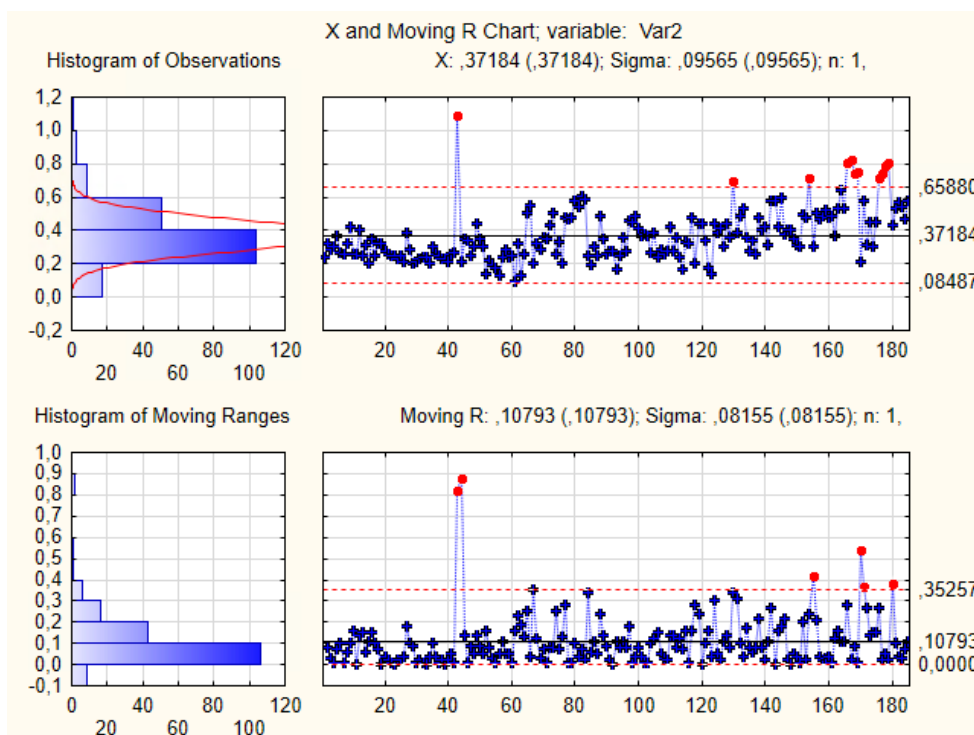 X and Moving R Chart; variable: Var2
Histogram of Observations
X: ,37184 (,37184); Sigma: ,09565 (,09565); n: 1,
1,2
1,0
0,8
0,6
0,4
0,2
0,0
-0,2
0 40 80 120
20 60 100
,65880
,37184
,08487
20 40 60 80 100 120 140 160 180
Histogram of Moving Ranges
Moving R: ,10793 (,10793); Sigma: ,08155 (,08155); n: 1,
1,0
0,9
0,8
0,7
0,6
0,5
0,4
0,3
0,2
0,1
0,0
-0,1
0 40 80 120
20 60 100
,35257
,10793
0,0000
20 40 60 80 100 120 140 160 180